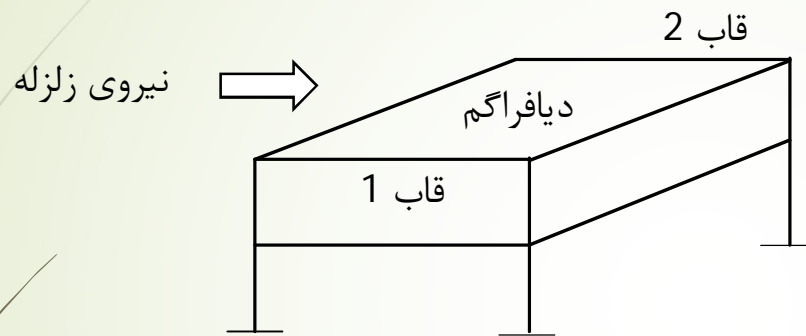 قاب 2
نیروی زلزله
دیافراگم
قاب 1